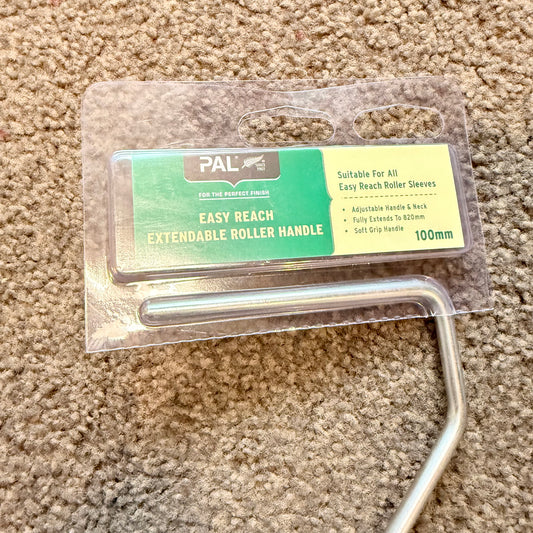 PAL®
FOR THE PERFECT FINISH
EASY REACH
EXTENDABLE ROLLER HANDLE
Suitable For All
Easy Reach Roller Sleeves
• Adjustable Handle & Neck
• Fully Extends To 820mm
• Soft Grip Handle
100mm